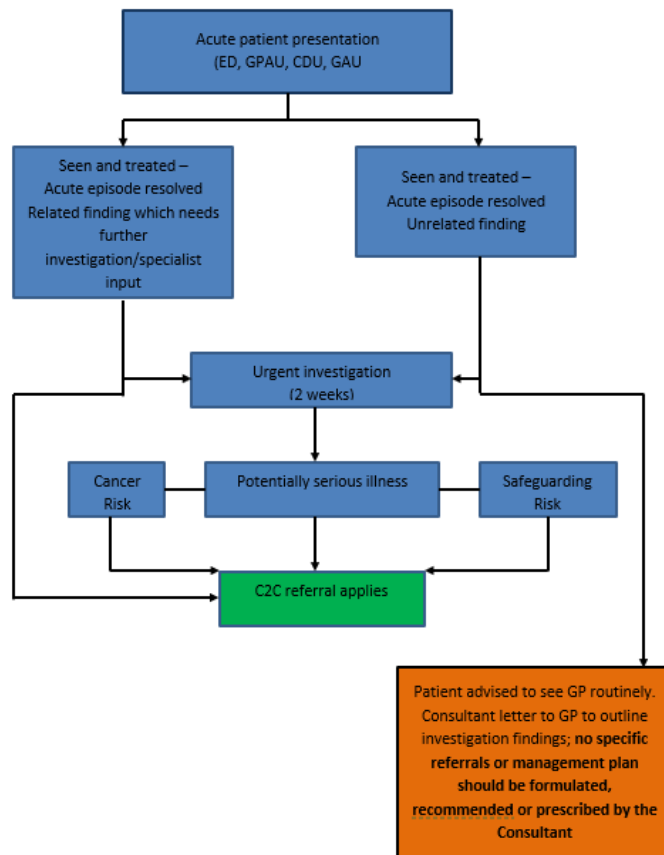 Acute patient presentation
(ED, GPAU, CDU, GAU
Seen and treated –
Acute episode resolved
Related finding which needs
further
investigation/specialist
input
Seen and treated –
Acute episode resolved
Unrelated finding
Urgent investigation
(2 weeks)
Cancer
Risk
Potentially serious illness
Safeguarding
Risk
C2C referral applies
Patient advised to see GP routinely.
Consultant letter to GP to outline
investigation findings; no specific
referrals or management plan
should be formulated,
recommended or prescribed by the
Consultant